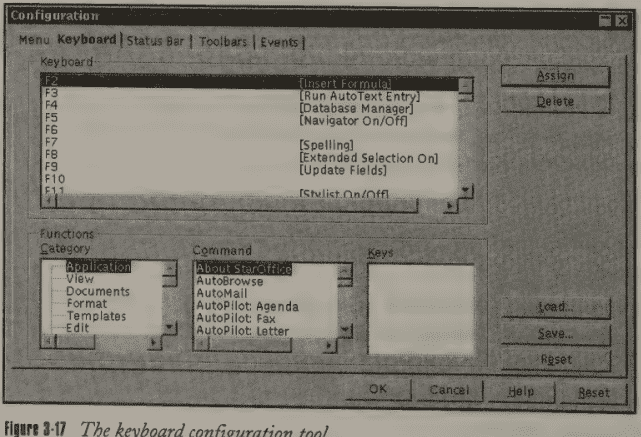 Configuration
Menu Keyboard Status Bar Toolbars Events
Keyboard
F2 [Insert Formula]
F3 [Run AutoText Entry]
F4 [Database Manager]
F5 [Navigator On/Off]
F6
F7 [Spelling]
F8 [Extended Selection On]
F9 [Update Fields]
F10
F11 [Stylist On/Off]
Assign
Delete
Functions
Category
Application
View
Documents
Format
Templates
Edit
Command
About StarOffice
AutoBrowse
AutoMail
AutoPilot: Agenda
AutoPilot: Fax
AutoPilot: Letter
Keys
Load...
Save...
Reset
OK Cancel Help Reset
Figure 3-17 The keyboard configuration tool